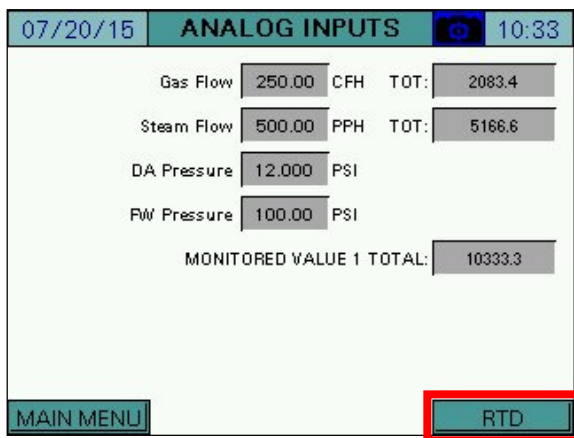 07/20/15 ANALOG INPUTS 10:33
Gas Flow 250.00 CFH TOT: 2083.4
Steam Flow 500.00 PPH TOT: 5166.6
DA Pressure 12.000 PSI
FW Pressure 100.00 PSI
MONITORED VALUE 1 TOTAL: 10333.3
MAIN MENU RTD